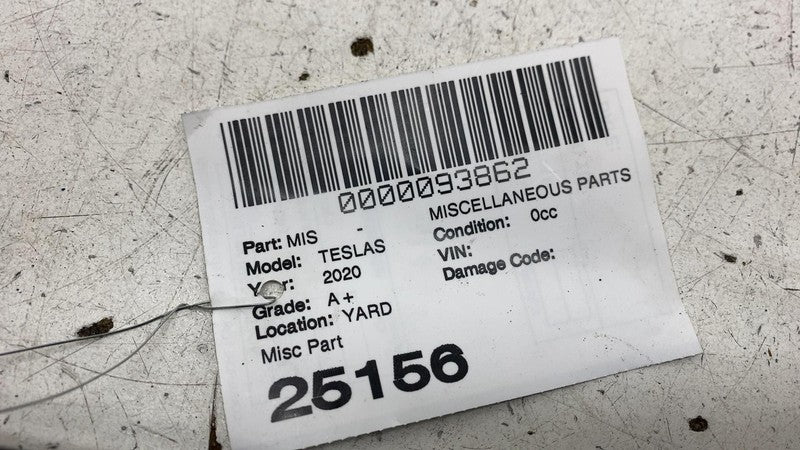 0000093862
Part: MIS - MISCELLANEOUS PARTS
Model: TESLAS Condition: 0cc
Year: 2020 VIN:
Grade: A+ Damage Code:
Location: YARD
Misc Part
25156